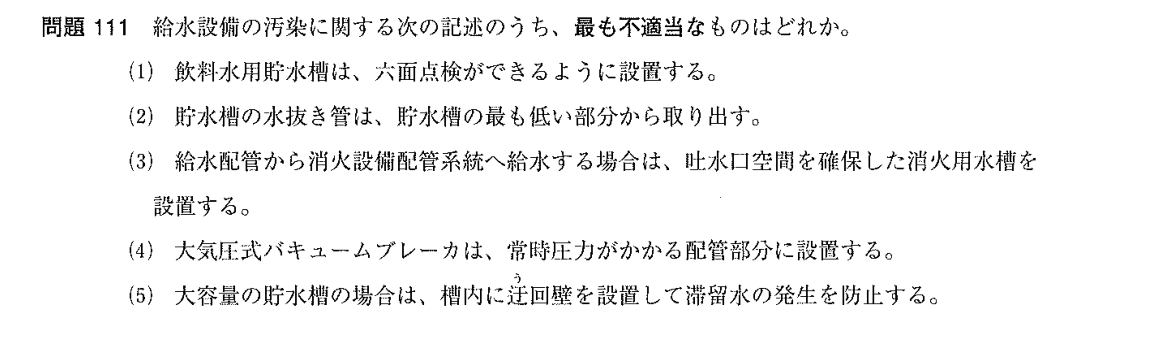 問題 111 給水設備の汚染に関する次の記述のうち、最も不適当なものはどれか。
(1) 飲料水用貯水槽は、六面点検ができるように設置する。
(2) 貯水槽の水抜き管は、貯水槽の最も低い部分から取り出す。
(3) 給水配管から消火設備配管系統へ給水する場合は、吐水口空間を確保した消火用水槽を
設置する。
(4) 大気圧式バキュームブレーカは、常時圧力がかかる配管部分に設置する。
う
(5) 大容量の貯水槽の場合は、槽内に迂回壁を設置して滞留水の発生を防止する。